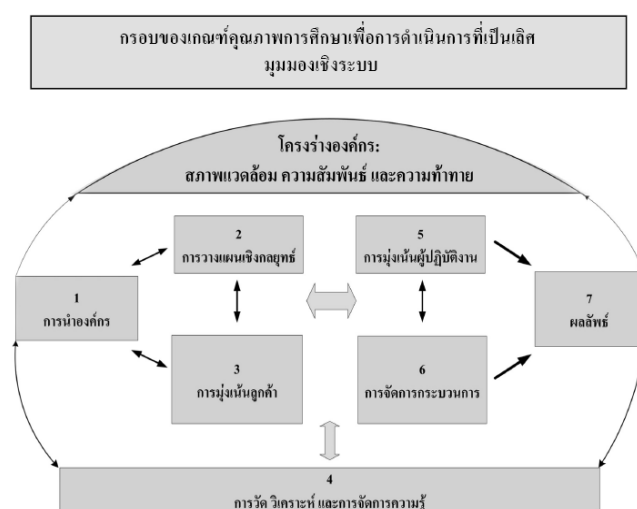 กรอบของเกณฑ์คุณภาพการศึกษาเพื่อการดำเนินการที่เป็นเลิศ
มุมมองเชิงระบบ
โครงร่างองค์กร:
สภาพแวดล้อม ความสัมพันธ์ และความท้าทาย
2
การวางแผนเชิงกลยุทธ์
5
การมุ่งเน้นผู้ปฏิบัติงาน
1
การนำองค์กร
7
ผลลัพธ์
3
การมุ่งเน้นลูกค้า
6
การจัดการกระบวนการ
4
การวัด วิเคราะห์ และการจัดการความรู้